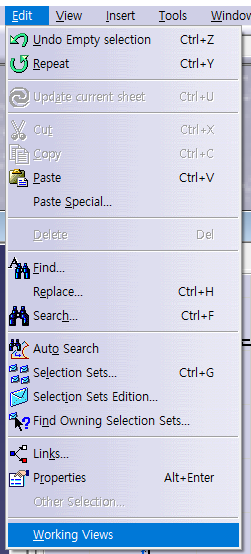 Edit View Insert Tools Window
Undo Empty selection Ctrl+Z
Repeat Ctrl+Y
Update current sheet Ctrl+U
Cut Ctrl+X
Copy Ctrl+C
Paste Ctrl+V
Paste Special...
Delete Del
Find...
Replace... Ctrl+H
Search... Ctrl+F
Auto Search
Selection Sets... Ctrl+G
Selection Sets Edition...
Find Owning Selection Sets...
Links...
Properties Alt+Enter
Other Selection...
Working Views